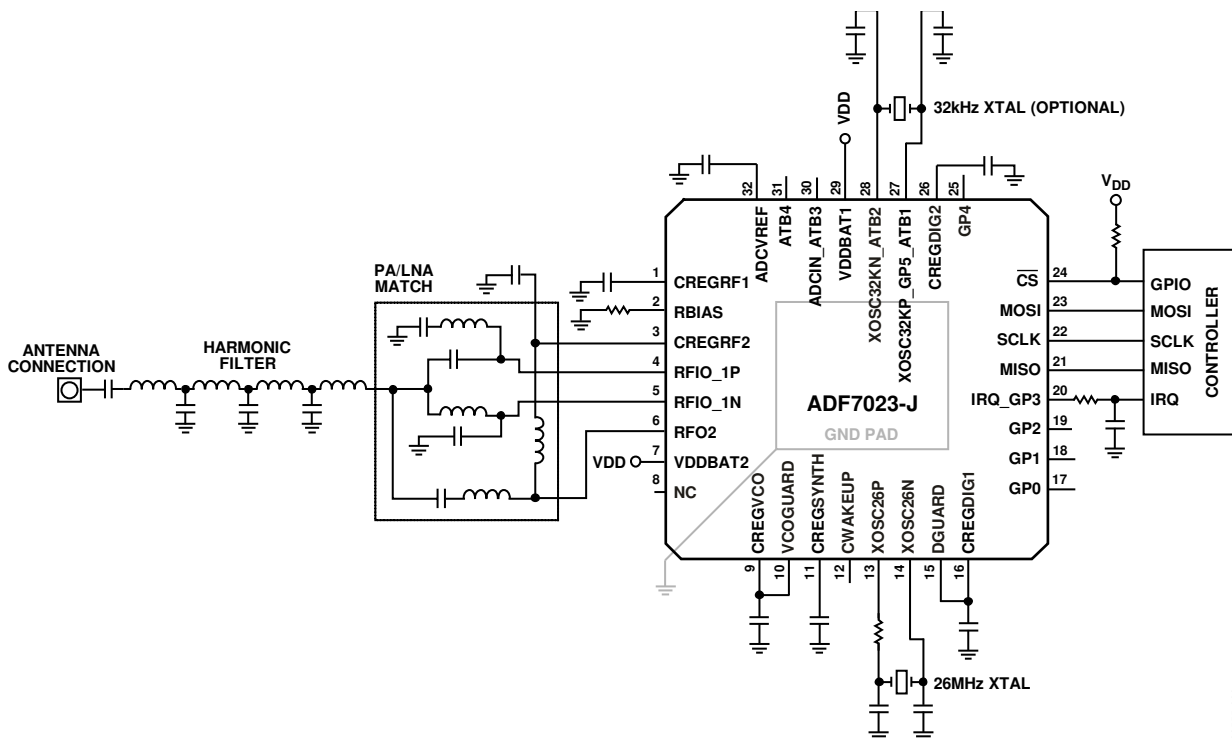 32kHz XTAL (OPTIONAL)
VDD
32
31
30
29
28
27
26
25
ADCVREF
ATB4
ADCIN_ATB3
VDDBAT1
XOSC32KN_ATB2
XOSC32KP_GP5_ATB1
CREGDIG2
GP4
VDD
PA/LNA
MATCH
ANTENNA
CONNECTION
HARMONIC
FILTER
1 CREGRF1
2 RBIAS
3 CREGRF2
4 RFIO_1P
5 RFIO_1N
6 RFO2
VDD 7 VDDBAT2
8 NC
ADF7023-J
GND PAD
CS 24 GPIO
MOSI 23 MOSI
SCLK 22 SCLK
MISO 21 MISO
IRQ_GP3 20 IRQ
GP2 19
GP1 18
GP0 17
CONTROLLER
CREGVCO
VCOGUARD
CREGSYNTH
CWAKEUP
XOSC26P
XOSC26N
DGUARD
CREGDIG1
9
10
11
12
13
14
15
16
26MHz XTAL